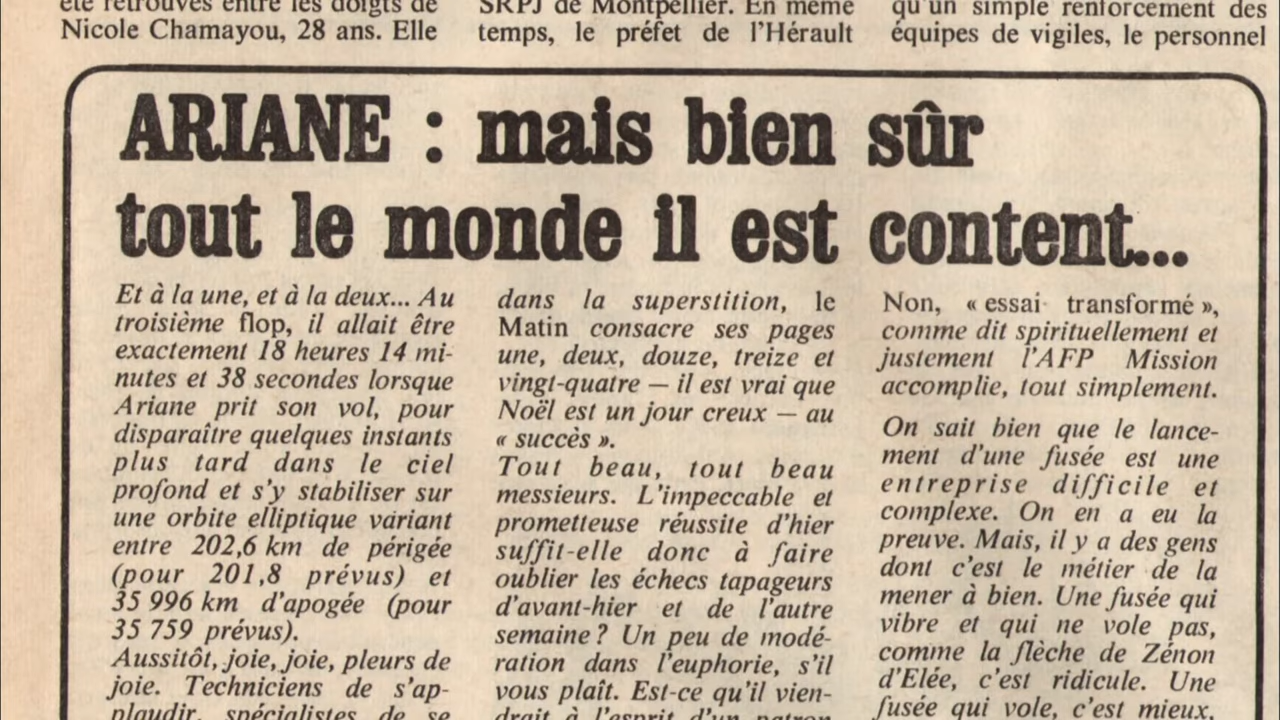 été retrouvés entre les doigts de
Nicole Chamayou, 28 ans. Elle
SRPJ de Montpellier. En même
temps, le préfet de l'Hérault
qu'un simple renforcement des
équipes de vigiles, le personnel
ARIANE : mais bien sûr
tout le monde il est content...
Et à la une, et à la deux... Au
troisième flop, il allait être
exactement 18 heures 14 mi-
nutes et 38 secondes lorsque
Ariane prit son vol, pour
disparaître quelques instants
plus tard dans le ciel
profond et s'y stabiliser sur
une orbite elliptique variant
entre 202,6 km de périgée
(pour 201,8 prévus) et
35 996 km d'apogée (pour
35 759 prévus).
Aussitôt, joie, joie, pleurs de
joie. Techniciens de s'ap-
plaudir, spécialistes de se
dans la superstition, le
Matin consacre ses pages
une, deux, douze, treize et
vingt-quatre — il est vrai que
Noël est un jour creux — au
« succès ».
Tout beau, tout beau
messieurs. L'impeccable et
prometteuse réussite d'hier
suffit-elle donc à faire
oublier les échecs tapageurs
d'avant-hier et de l'autre
semaine ? Un peu de modé-
ration dans l'euphorie, s'il
vous plaît. Est-ce qu'il vien-
drait à l'esprit d'un patron
Non, « essai transformé »,
comme dit spirituellement et
justement l'AFP Mission
accomplie, tout simplement.
On sait bien que le lance-
ment d'une fusée est une
entreprise difficile et
complexe. On en a eu la
preuve. Mais, il y a des gens
dont c'est le métier de la
mener à bien. Une fusée qui
vibre et qui ne vole pas,
comme la flèche de Zénon
d'Elée, c'est ridicule. Une
fusée qui vole, c'est mieux.